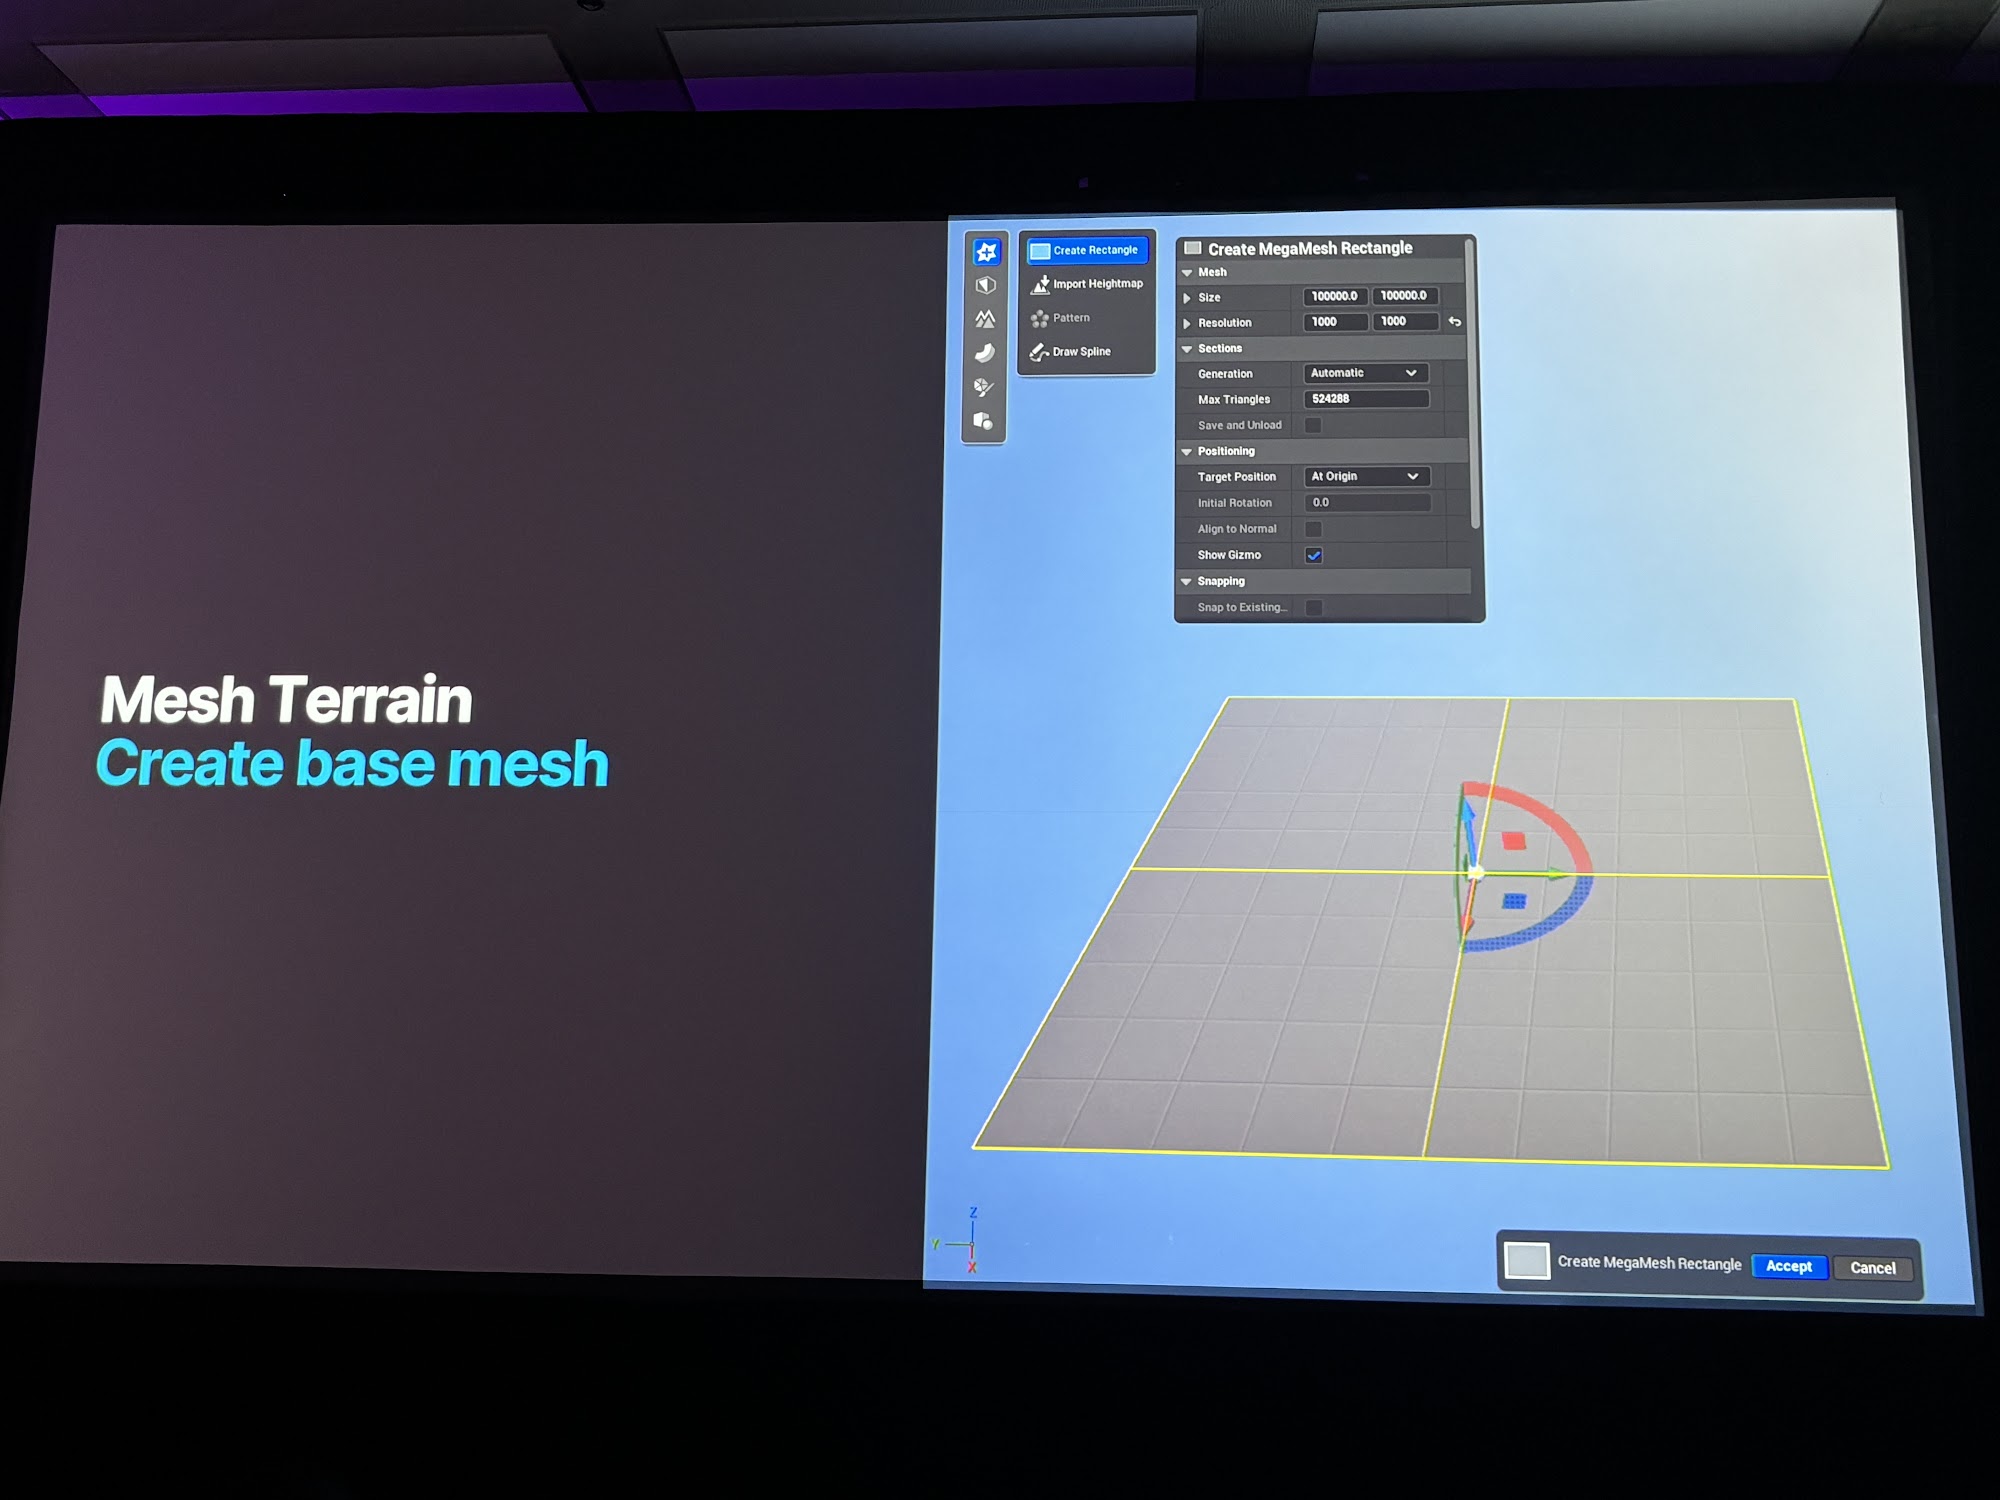 Mesh Terrain
Create base mesh
Create Rectangle
Import Heightmap
Pattern
Draw Spline
Create MegaMesh Rectangle
Mesh
Size 100000.0 100000.0
Resolution 1000 1000
Sections
Generation Automatic
Max Triangles 524288
Save and Unload
Positioning
Target Position At Origin
Initial Rotation 0.0
Align to Normal
Show Gizmo
Snapping
Snap to Existing...
Z
Y
X
Create MegaMesh Rectangle Accept Cancel